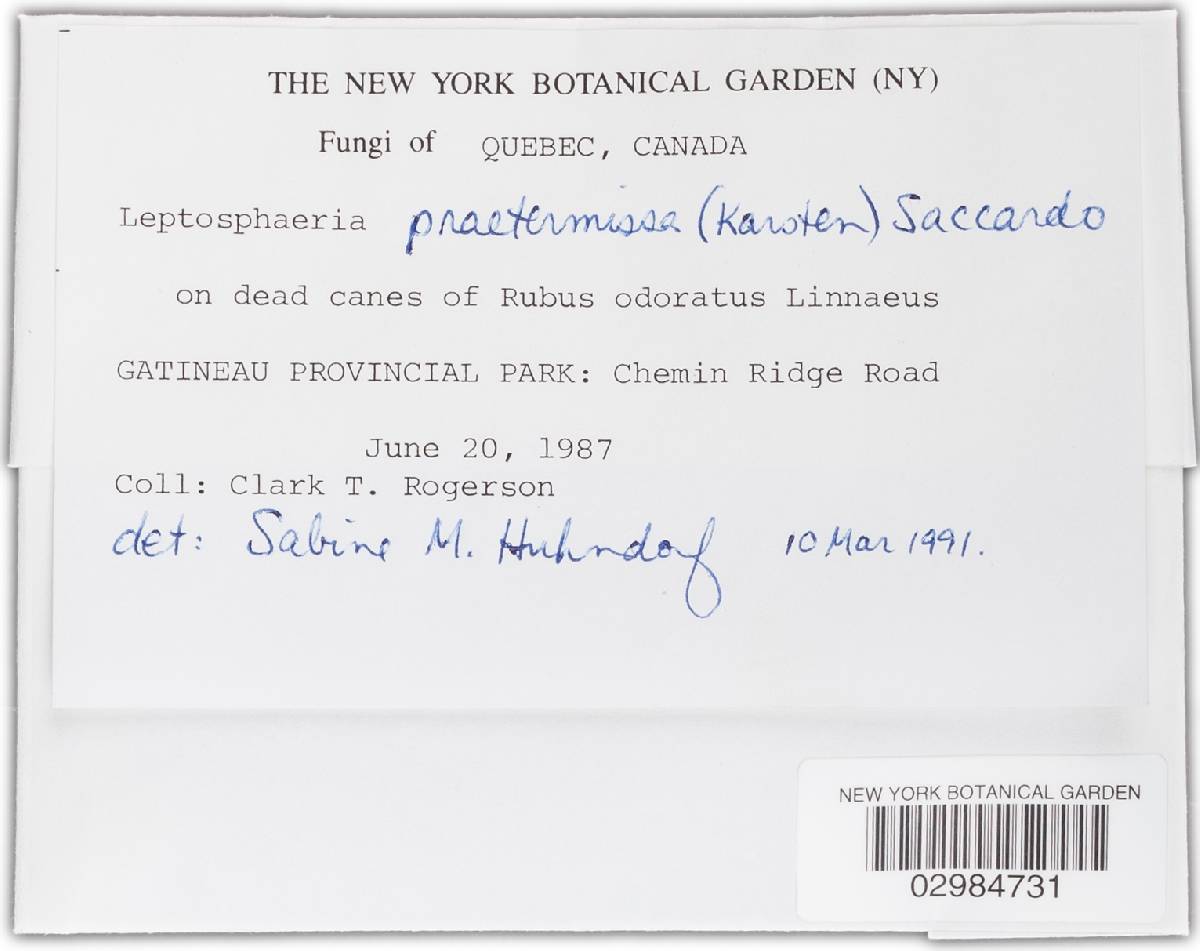 THE NEW YORK BOTANICAL GARDEN (NY)
Fungi of QUEBEC, CANADA
Leptosphaeria praetermissa (Karsten) Saccardo
on dead canes of Rubus odoratus Linnaeus
GATINEAU PROVINCIAL PARK: Chemin Ridge Road
June 20, 1987
Coll: Clark T. Rogerson
det: Sabine M. Huhndorf 10 Mar 1991.
NEW YORK BOTANICAL GARDEN
02984731